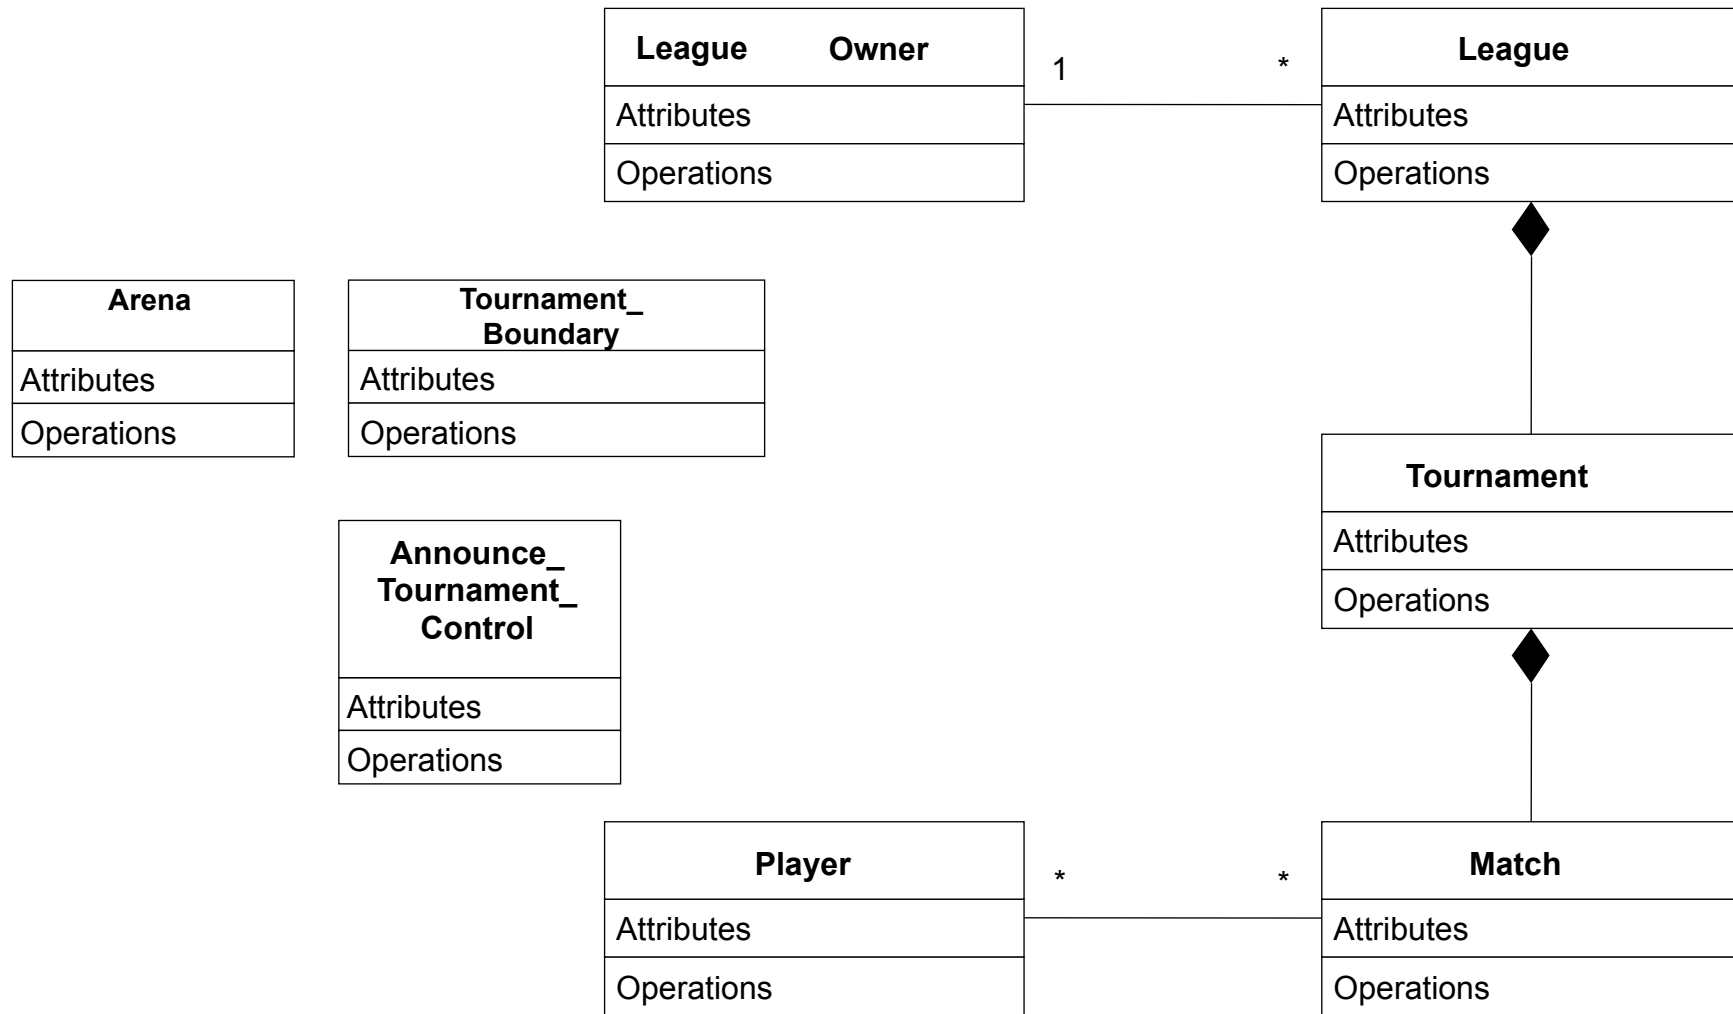 League Owner
1
*
League
Attributes
Operations
Attributes
Operations
Arena
Attributes
Operations
Tournament_
Boundary
Attributes
Operations
Tournament
Attributes
Operations
Announce_
Tournament_
Control
Attributes
Operations
Player
Attributes
Operations
*
*
Match
Attributes
Operations